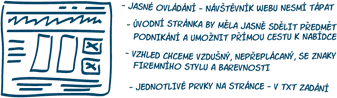 - JASNÉ OVLÁDÁNÍ - NÁVŠTĚVNÍK WEBU NESMÍ TÁPAT
- ÚVODNÍ STRÁNKA BY MĚLA JASNĚ SDĚLIT PŘEDMĚT
PODNIKÁNÍ A UMOŽNIT PŘÍMOU CESTU K NABÍDCE
- VZHLED CHCEME VZDUŠNÝ, NEPŘEPLÁCANÝ, SE ZNAKY
FIREMNÍHO STYLU A BAREVNOSTI
- JEDNOTLIVÉ PRVKY NA STRÁNCE - V TXT ZADÁNÍ